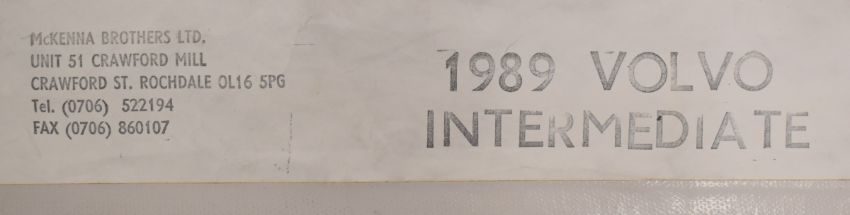 McKENNA BROTHERS LTD.
UNIT 51 CRAWFORD MILL
CRAWFORD ST. ROCHDALE OL16 5PG
Tel. (0706) 522194
FAX (0706) 860107
1989 VOLVO
INTERMEDIATE